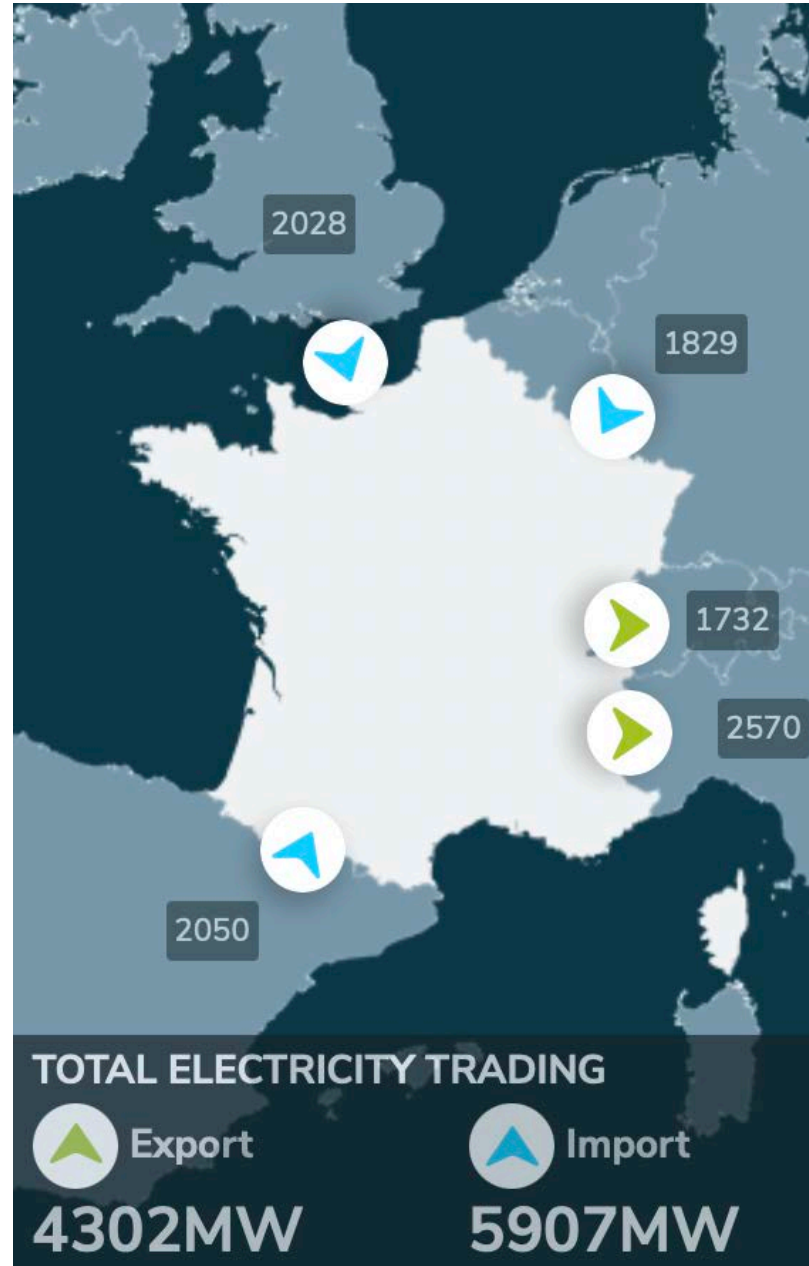 2028
1829
1732
2570
2050
TOTAL ELECTRICITY TRADING
Export Import
4302MW 5907MW